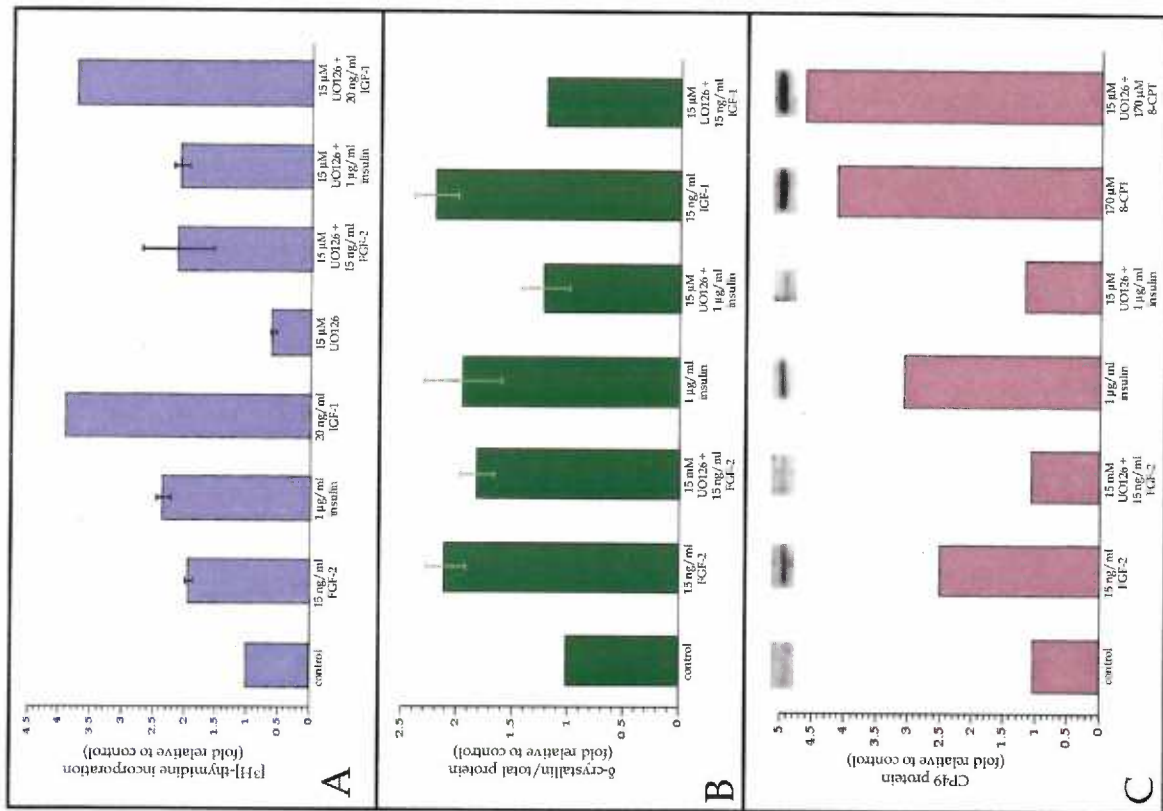 [3H]-thymidine incorporation
(fold relative to control)
4.5
4
3.5
3
2.5
2
1.5
1
0.5
0
control
15 ng/ml
FGF-2
1 µg/ml
insulin
20 ng/ml
IGF-1
15 µM
UO126
15 µM
UO126 +
15 ng/ml
FGF-2
15 µM
UO126 +
1 µg/ml
insulin
15 µM
UO126 +
20 ng/ml
IGF-1
A
δ-crystallin/total protein
(fold relative to control)
2.5
2
1
0
control
15 ng/ml
FGF-2
15 mM
UO126 +
15 ng/ml
FGF-2
1 µg/ml
insulin
15 µM
UO126 +
1 µg/ml
insulin
15 ng/ml
IGF-1
15 µM
UO126 +
15 ng/ml
IGF-1
B
CP49 protein
(fold relative to control)
5
4.5
4
3.5
3
2.5
2
1.5
1
0.5
0
control
15 ng/ml
FGF-2
15 mM
UO126 +
15 ng/ml
FGF-2
1 µg/ml
insulin
15 µM
UO126 +
1 µg/ml
insulin
170 µM
8-CPT
15 µM
UO126 +
170 µM
8-CPT
C